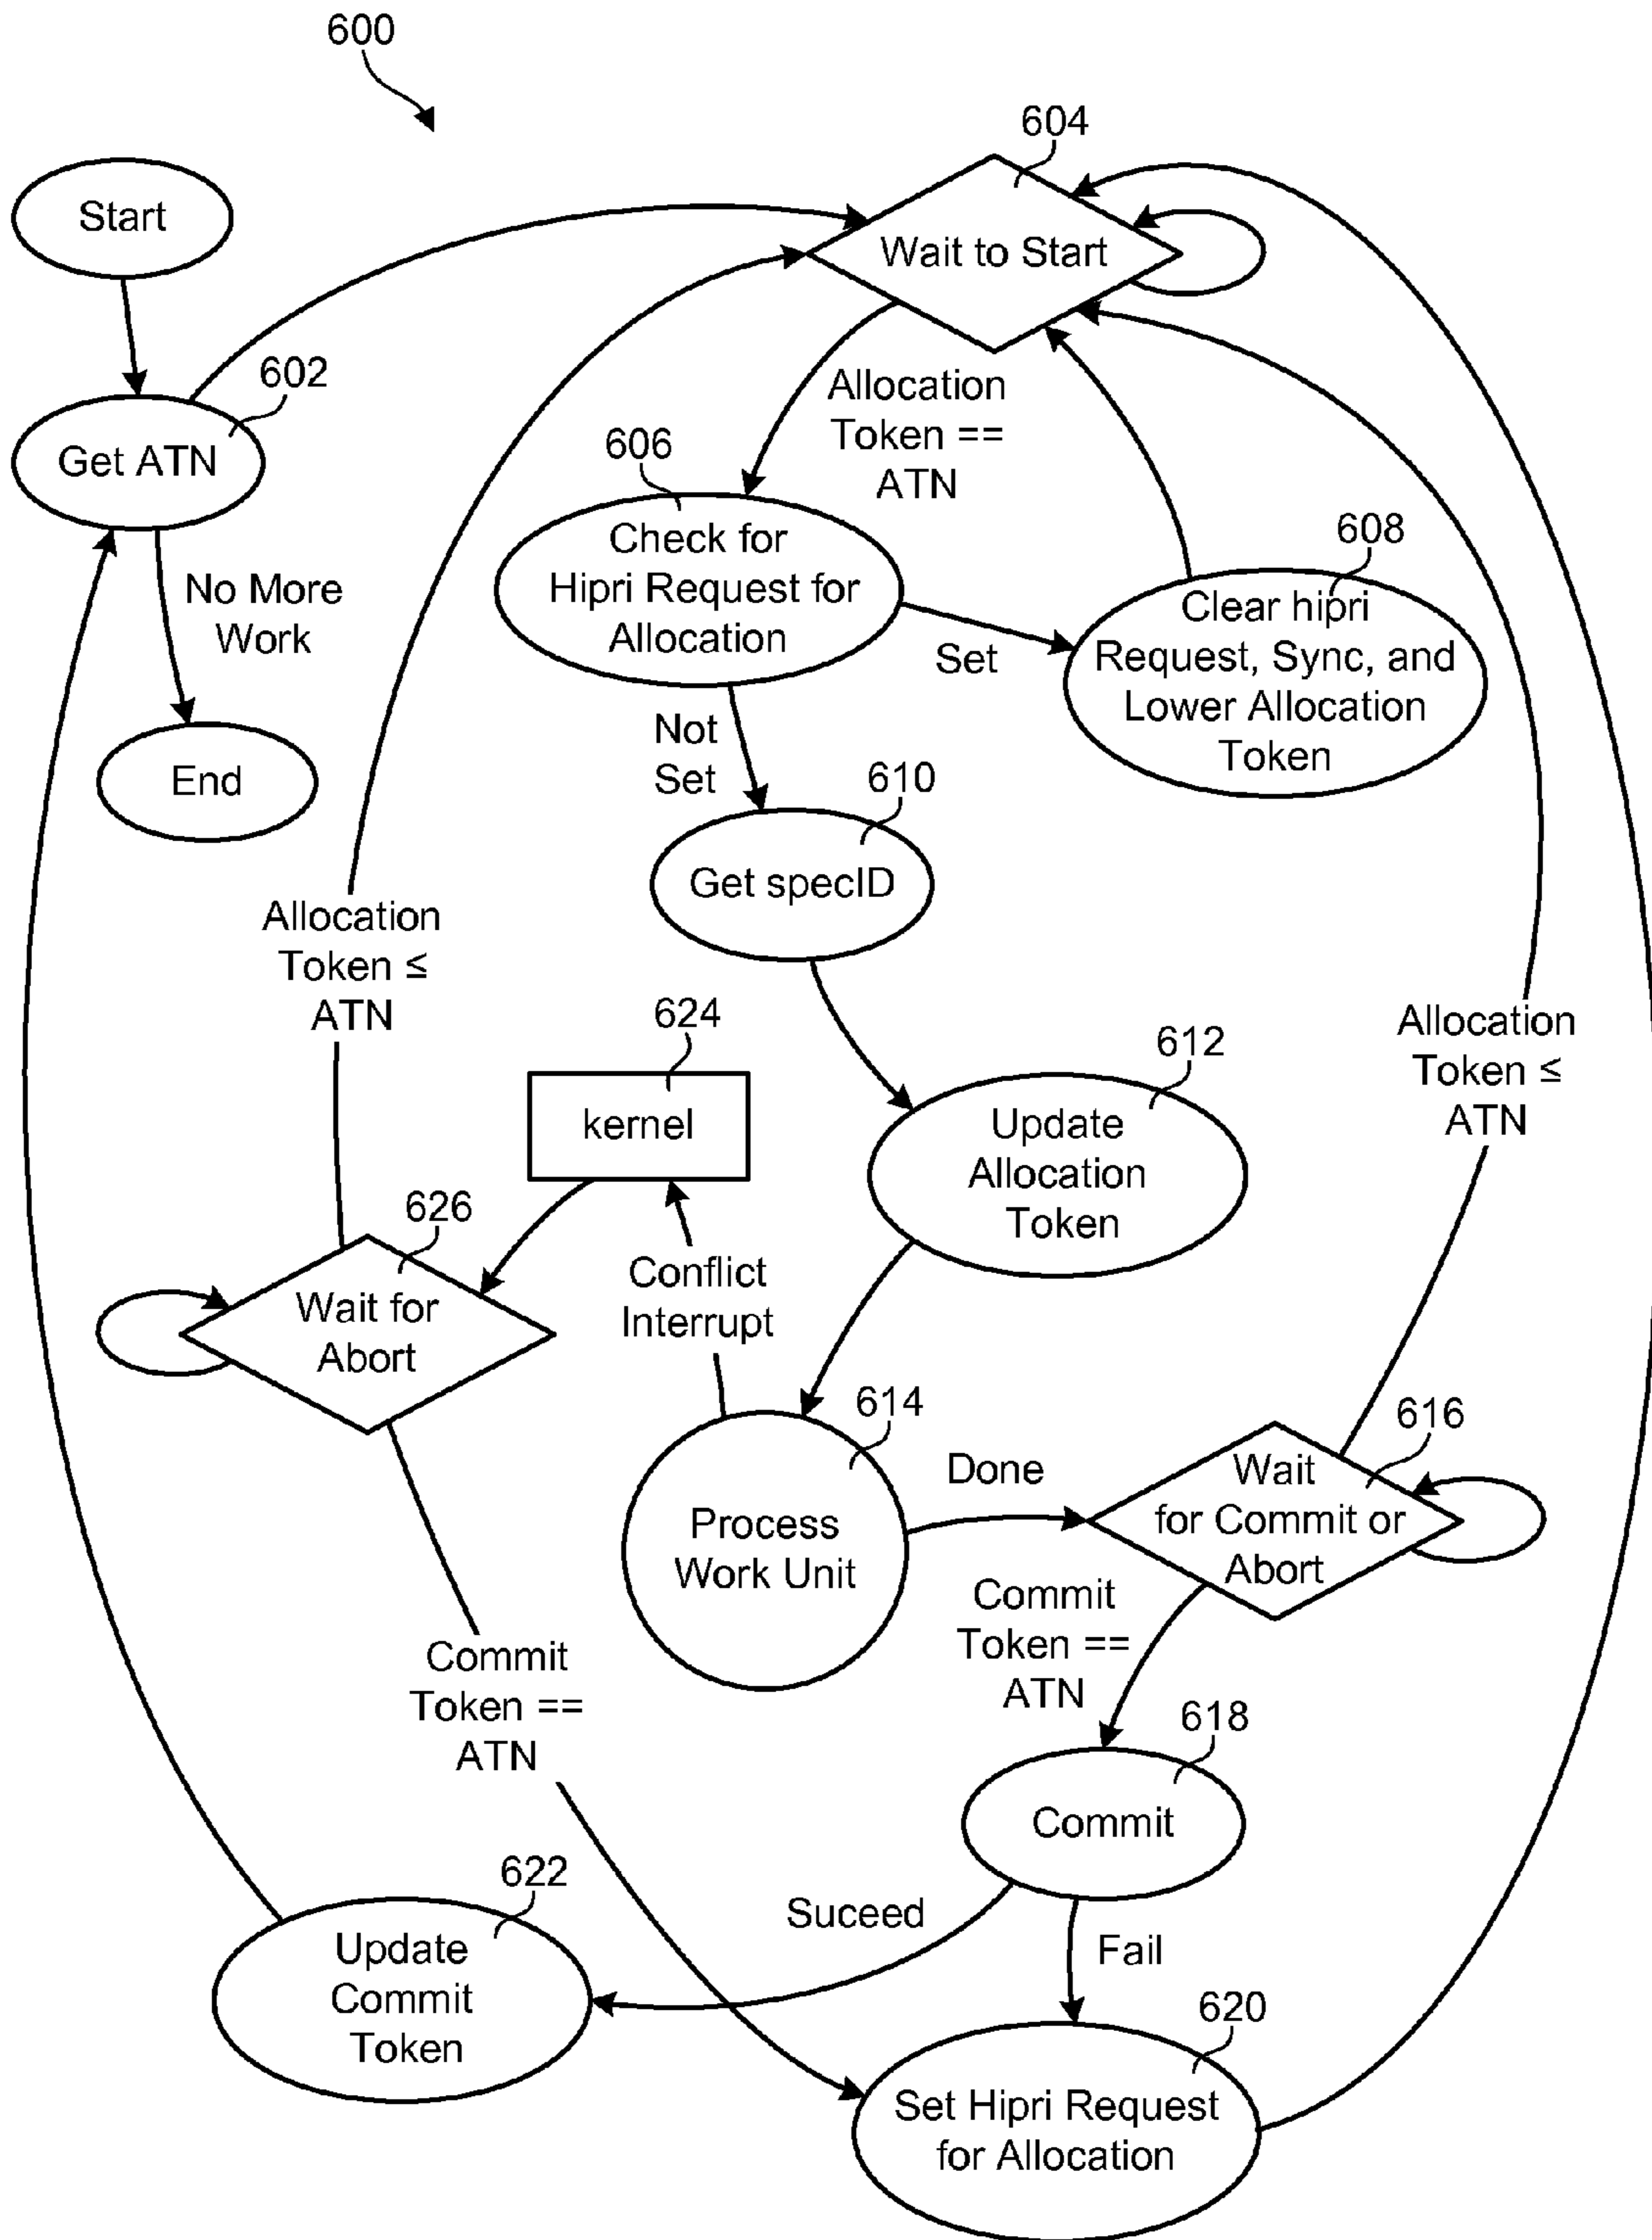 600
604
Start
Wait to Start
602
Get ATN
Allocation
Token ==
ATN
606
Check for
Hipri Request for
Allocation
608
Clear hipri
Request, Sync, and
Lower Allocation
Token
Set
No More
Work
End
Not
Set
610
Get specID
Allocation
Token ≤
ATN
624
kernel
612
Update
Allocation
Token
Allocation
Token ≤
ATN
626
Wait for
Abort
Conflict
Interrupt
614
Process
Work Unit
Done
616
Wait
for Commit or
Abort
Commit
Token ==
ATN
Commit
Token ==
ATN
618
Commit
622
Update
Commit
Token
Suceed
Fail
620
Set Hipri Request
for Allocation